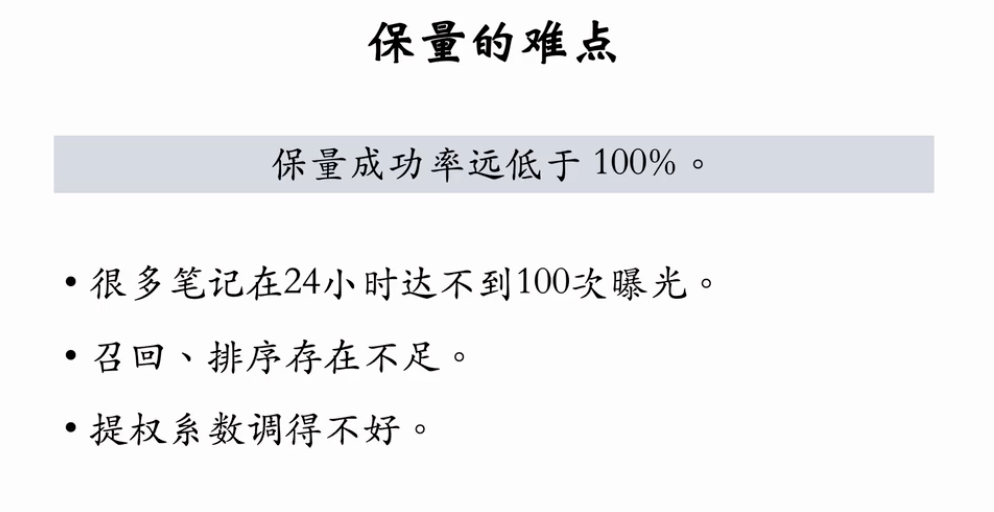 保量的难点
保量成功率远低于 100%。
• 很多笔记在24小时达不到100次曝光。
• 召回、排序存在不足。
• 提权系数调得不好。